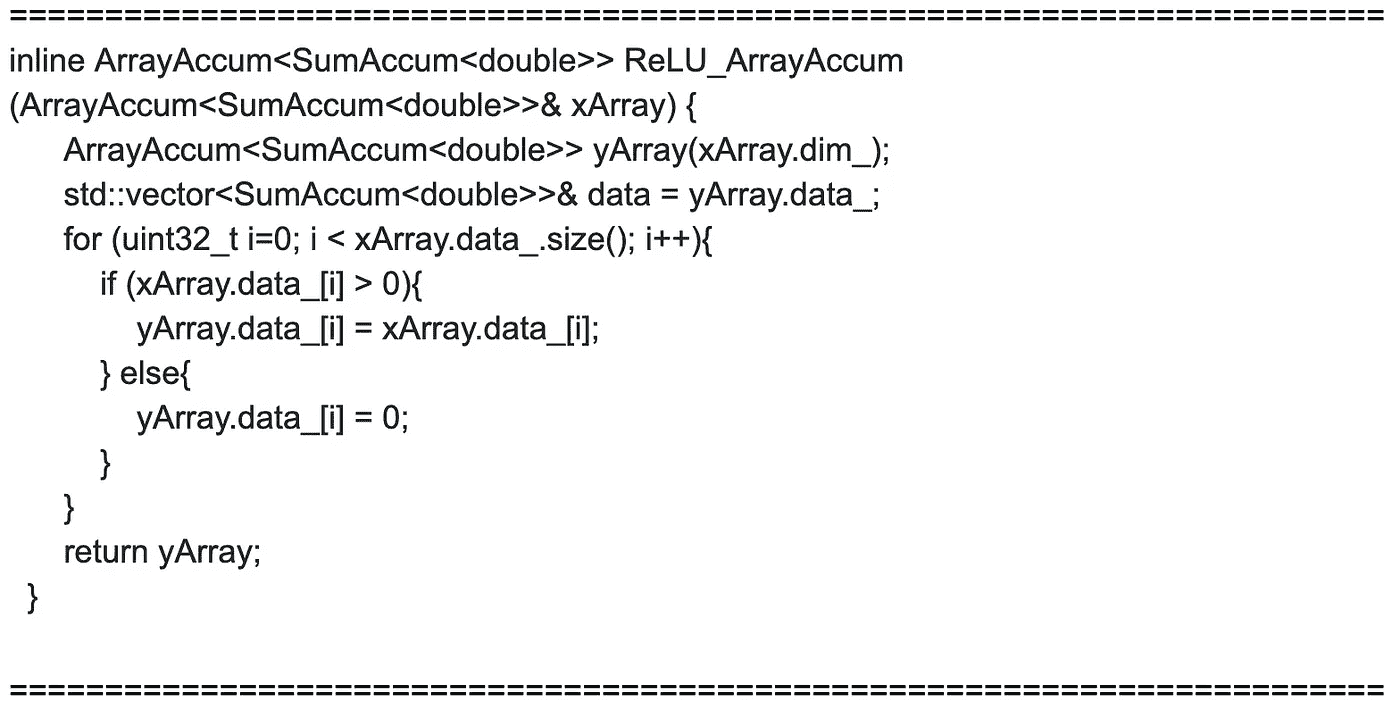 ========================================================================
inline ArrayAccum<SumAccum<double>> ReLU_ArrayAccum
(ArrayAccum<SumAccum<double>>& xArray) {
      ArrayAccum<SumAccum<double>> yArray(xArray.dim_);
      std::vector<SumAccum<double>>& data = yArray.data_;
      for (uint32_t i=0; i < xArray.data_.size(); i++){
          if (xArray.data_[i] > 0){
              yArray.data_[i] = xArray.data_[i];
          } else{
              yArray.data_[i] = 0;
          }
      }
      return yArray;
  }
========================================================================